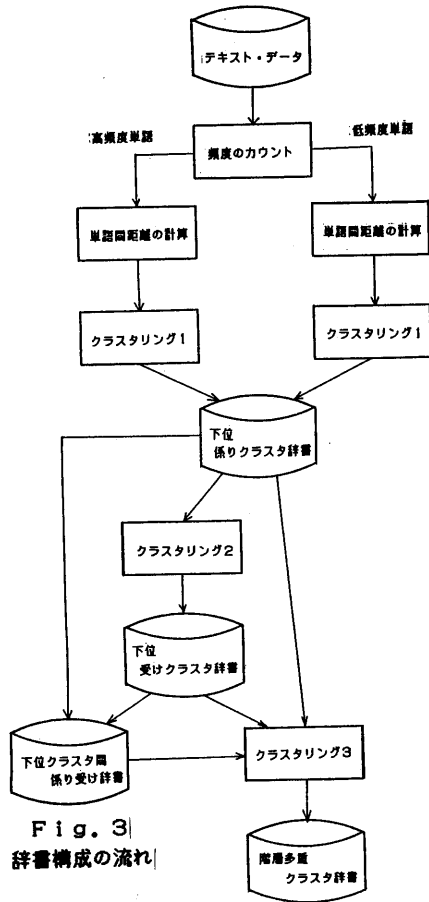 テキスト・データ
高頻度単語
低頻度単語
頻度のカウント
単語間距離の計算
単語間距離の計算
クラスタリング1
クラスタリング1
下位
係りクラスタ辞書
クラスタリング2
下位
受けクラスタ辞書
下位クラスタ間
係り受け辞書
クラスタリング3
Fig. 3
辞書構成の流れ
階層多重
クラスタ辞書